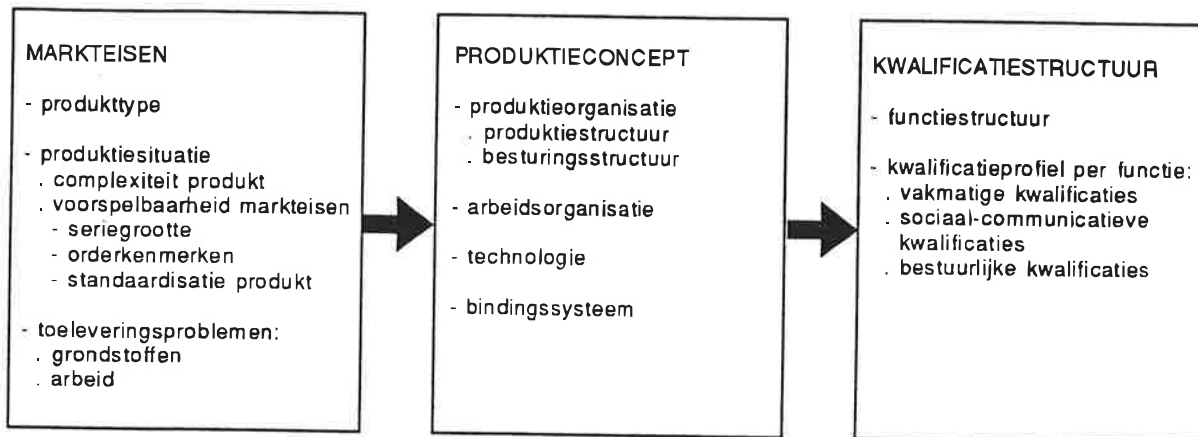 MARKTEISEN
- produkttype
- produktiesituatie
. complexiteit produkt
. voorspelbaarheid markteisen
- seriegrootte
- orderkenmerken
- standaardisatie produkt
- toeleveringsproblemen:
. grondstoffen
. arbeid
PRODUKTIECONCEPT
- produktieorganisatie
. produktiestructuur
. besturingsstructuur
- arbeidsorganisatie
- technologie
- bindingssysteem
KWALIFICATIESTRUCTUUR
- functiestructuur
- kwalificatieprofiel per functie:
. vakmatige kwalificaties
. sociaal-communicatieve
kwalificaties
. bestuurlijke kwalificaties